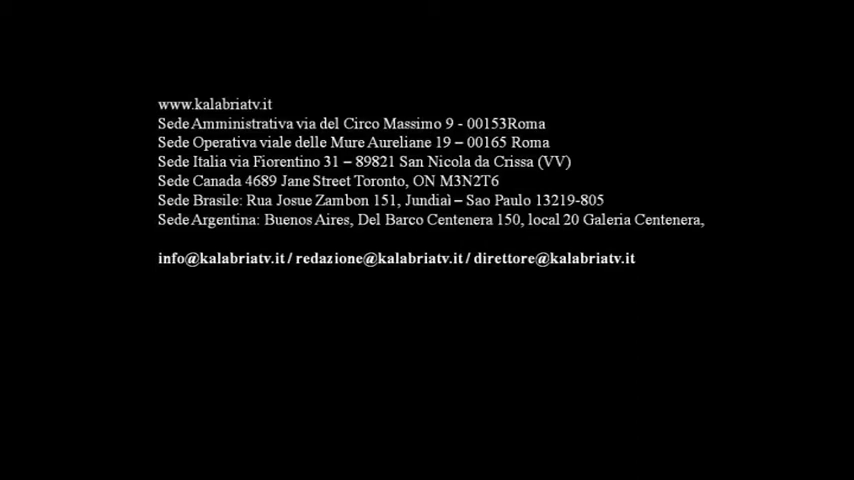 www.kalabriatv.it
Sede Amministrativa via del Circo Massimo 9 - 00153Roma
Sede Operativa viale delle Mure Aureliane 19 – 00165 Roma
Sede Italia via Fiorentino 31 – 89821 San Nicola da Crissa (VV)
Sede Canada 4689 Jane Street Toronto, ON M3N2T6
Sede Brasile: Rua Josue Zambon 151, Jundiaì – Sao Paulo 13219-805
Sede Argentina: Buenos Aires, Del Barco Centenera 150, local 20 Galeria Centenera,
info@kalabriatv.it / redazione@kalabriatv.it / direttore@kalabriatv.it